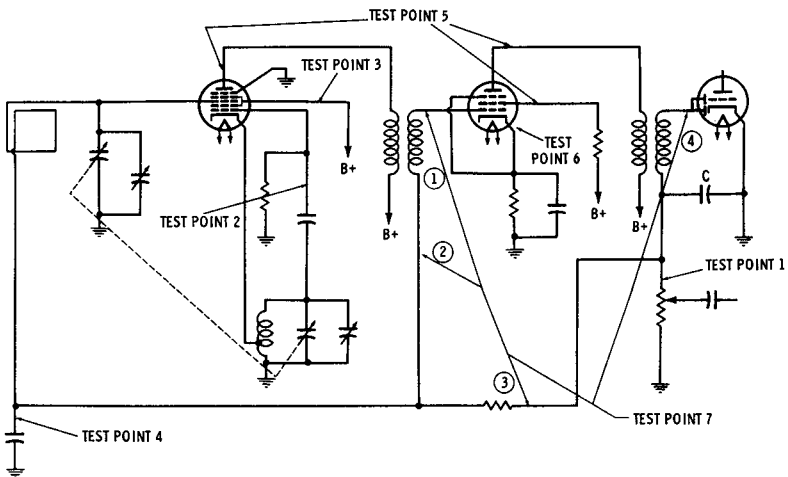 TEST POINT 5
TEST POINT 3
TEST
POINT 6
4
1
B+
C
TEST POINT 2
B+
B+
B+
2
TEST POINT 1
3
TEST POINT 7
TEST POINT 4